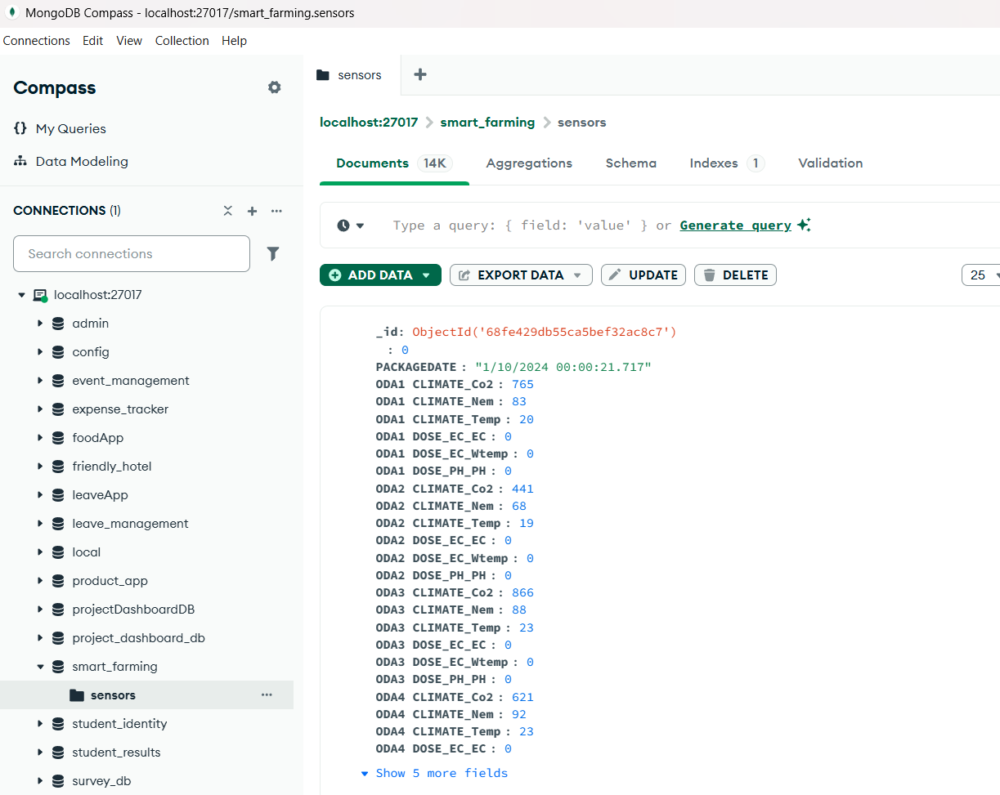 MongoDB Compass - localhost:27017/smart_farming.sensors
Connections Edit View Collection Help
Compass
My Queries
Data Modeling
CONNECTIONS (1)
Search connections
localhost:27017
admin
config
event_management
expense_tracker
foodApp
friendly_hotel
leaveApp
leave_management
local
product_app
projectDashboardDB
project_dashboard_db
smart_farming
sensors
student_identity
student_results
survey_db
sensors
localhost:27017 > smart_farming > sensors
Documents 14K Aggregations Schema Indexes 1 Validation
Type a query: { field: 'value' } or Generate query
ADD DATA EXPORT DATA UPDATE DELETE 25
_id: ObjectId('68fe429db55ca5bef32ac8c7')
: 0
PACKAGEDATE : "1/10/2024 00:00:21.717"
ODA1 CLIMATE_Co2 : 765
ODA1 CLIMATE_Nem : 83
ODA1 CLIMATE_Temp : 20
ODA1 DOSE_EC_EC : 0
ODA1 DOSE_EC_Wtemp : 0
ODA1 DOSE_PH_PH : 0
ODA2 CLIMATE_Co2 : 441
ODA2 CLIMATE_Nem : 68
ODA2 CLIMATE_Temp : 19
ODA2 DOSE_EC_EC : 0
ODA2 DOSE_EC_Wtemp : 0
ODA2 DOSE_PH_PH : 0
ODA3 CLIMATE_Co2 : 866
ODA3 CLIMATE_Nem : 88
ODA3 CLIMATE_Temp : 23
ODA3 DOSE_EC_EC : 0
ODA3 DOSE_EC_Wtemp : 0
ODA3 DOSE_PH_PH : 0
ODA4 CLIMATE_Co2 : 621
ODA4 CLIMATE_Nem : 92
ODA4 CLIMATE_Temp : 23
ODA4 DOSE_EC_EC : 0
Show 5 more fields